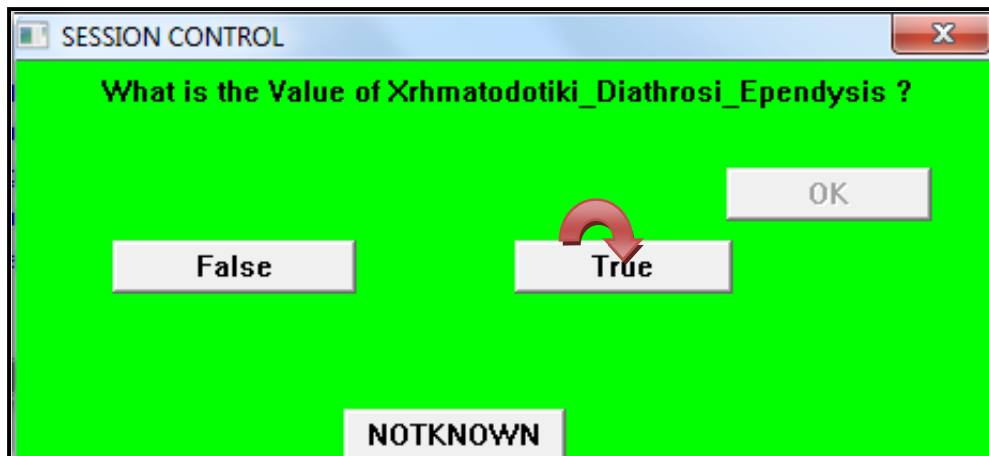 SESSION CONTROL
What is the Value of Xrhmatodotiki_Diathrosi_Ependysis ?
OK
False
True
NOTKNOWN